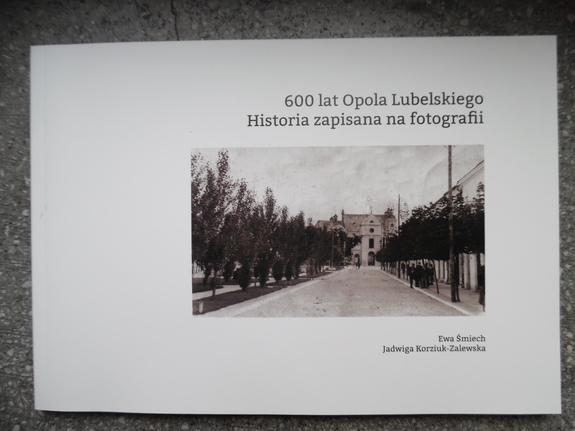 600 lat Opola Lubelskiego
Historia zapisana na fotografii
Ewa Śmiech
Jadwiga Korziuk-Zalewska